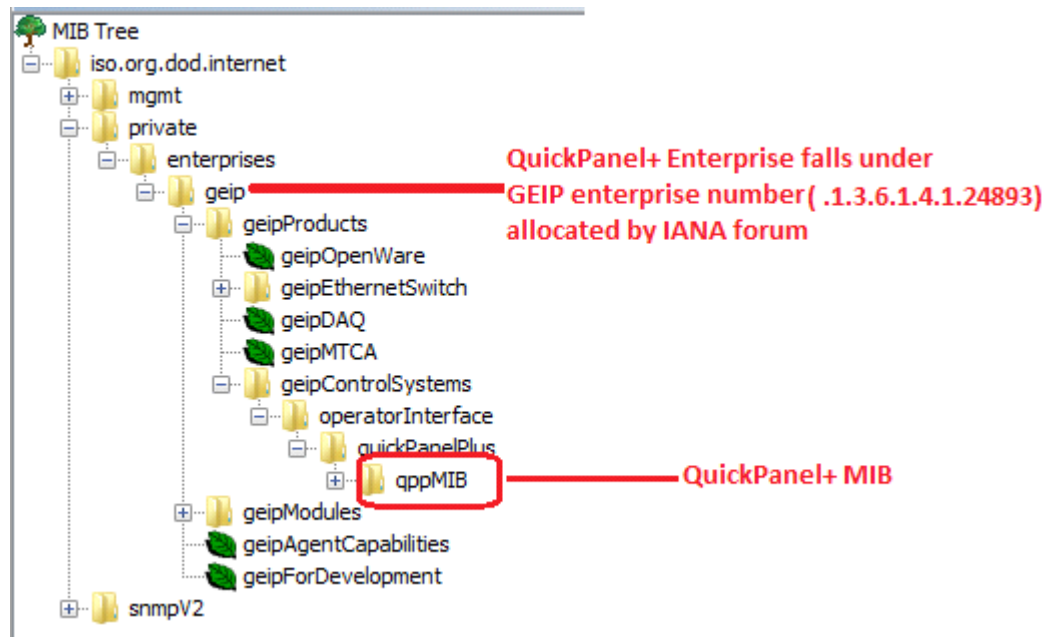 MIB Tree
iso.org.dod.internet
mgmt
private
enterprises
geip
QuickPanel+ Enterprise falls under
GEIP enterprise number( .1.3.6.1.4.1.24893)
allocated by IANA forum
geipProducts
geipOpenWare
geipEthernetSwitch
geipDAQ
geipMTCA
geipControlSystems
operatorInterface
quickPanelPlus
qppMIB
QuickPanel+ MIB
geipModules
geipAgentCapabilities
geipForDevelopment
snmpV2